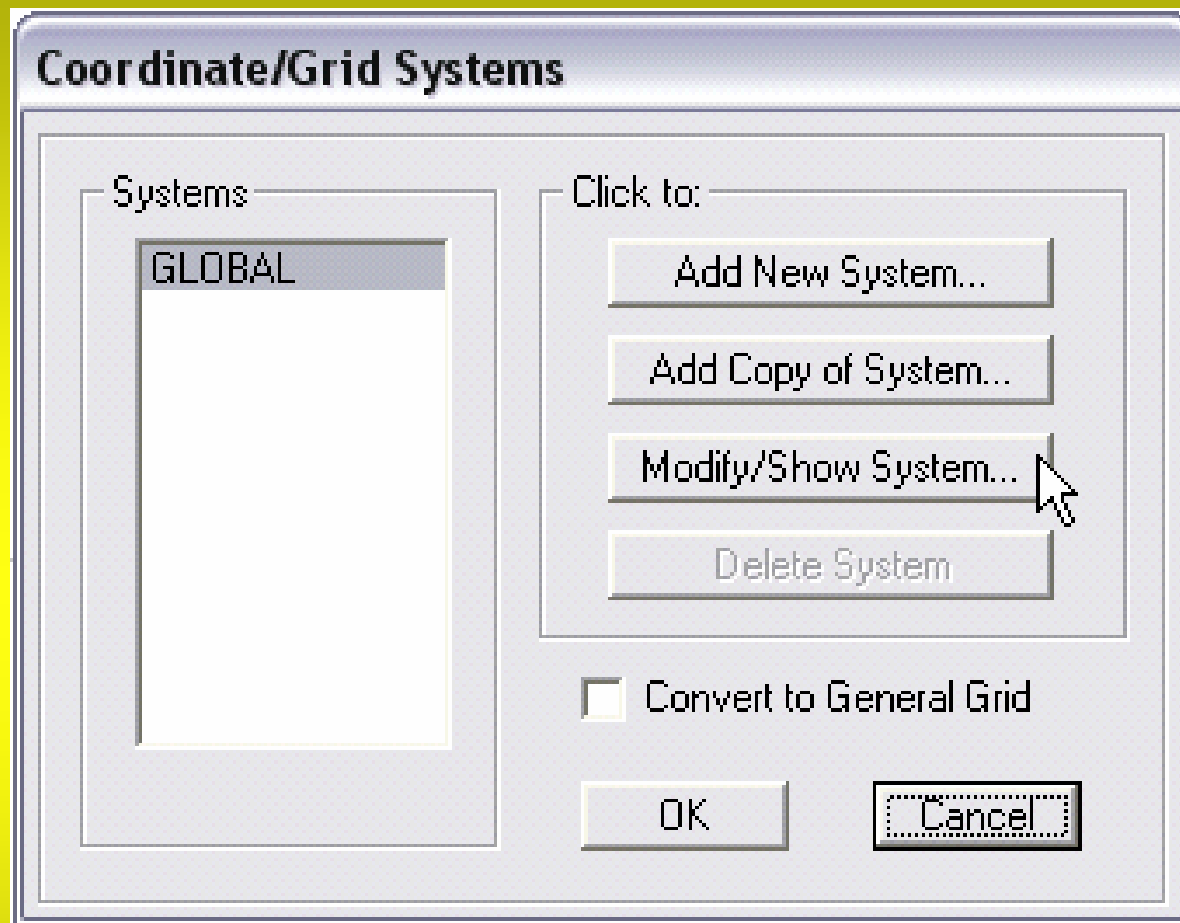 Coordinate/Grid Systems
Systems
GLOBAL
Click to:
Add New System...
Add Copy of System...
Modify/Show System...
Delete System
Convert to General Grid
OK
Cancel